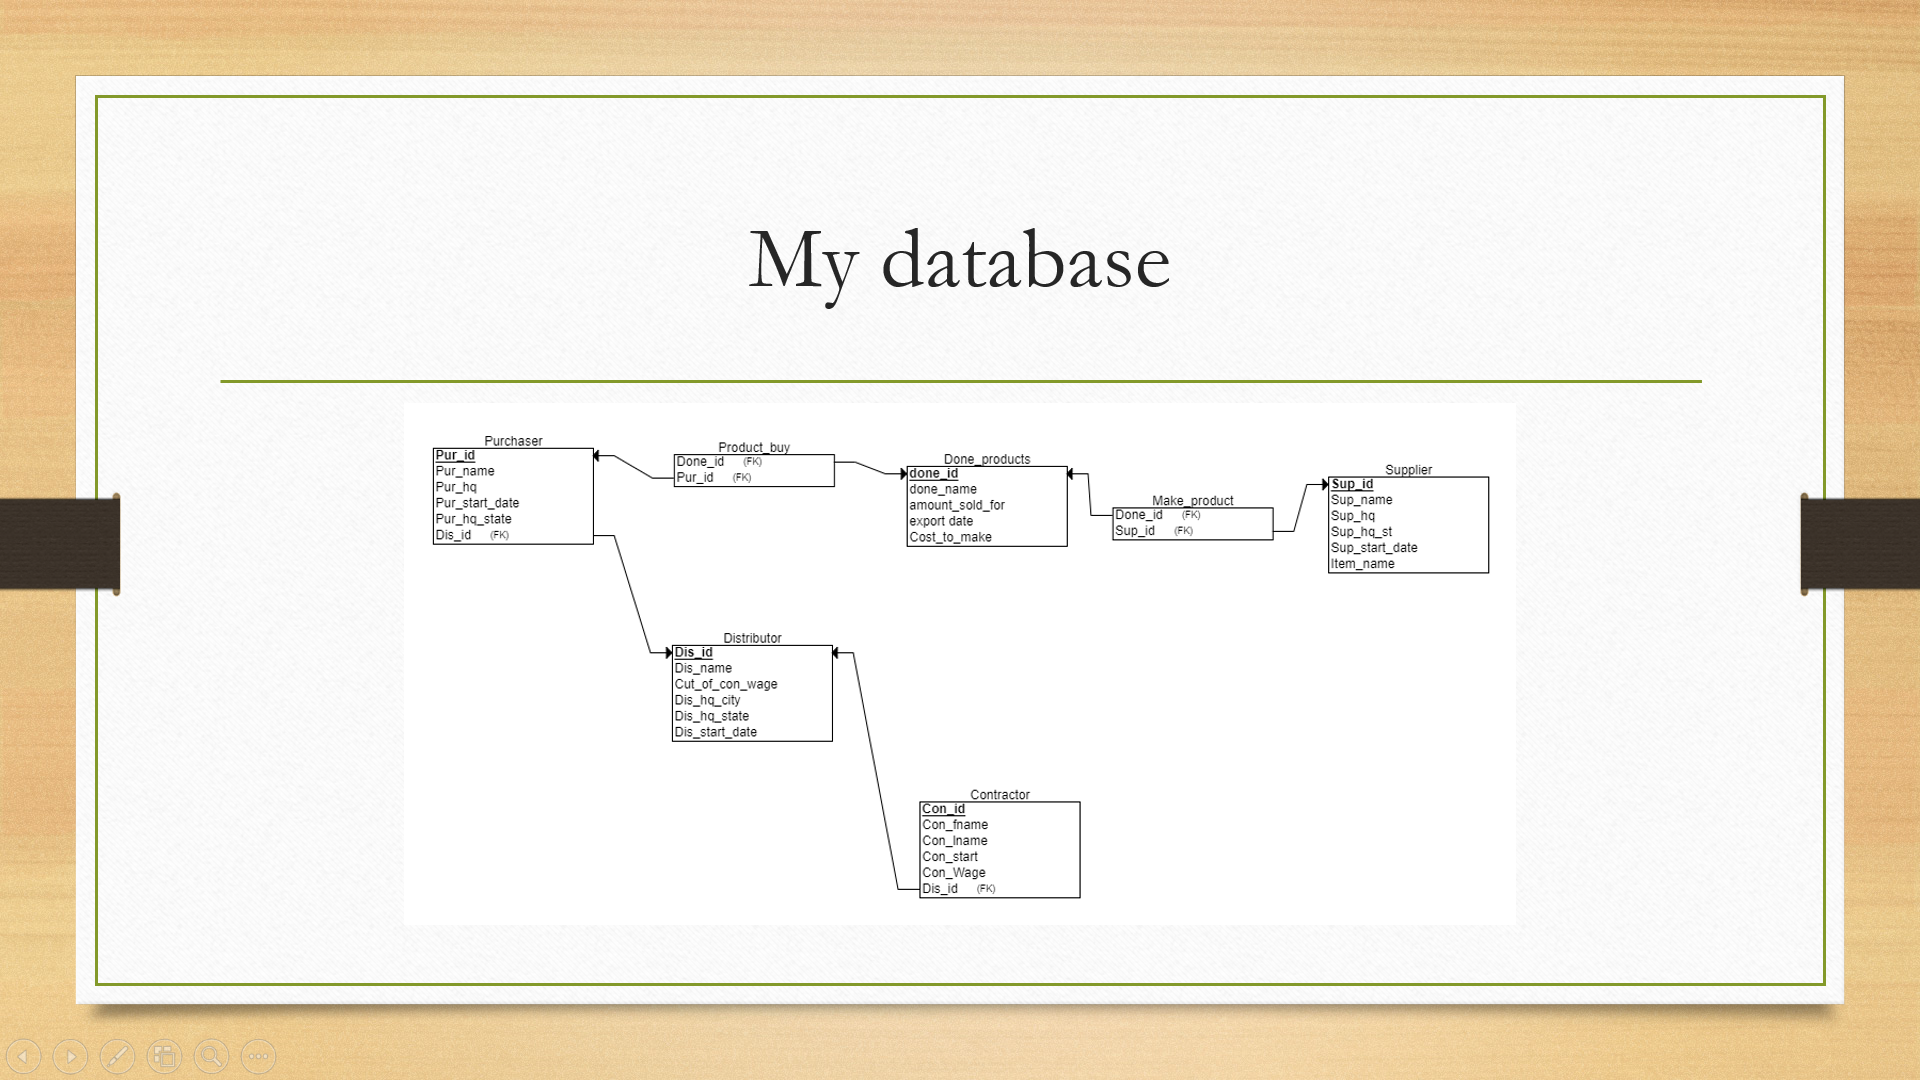 My database
Purchaser
Pur_id
Pur_name
Pur_hq
Pur_start_date
Pur_hq_state
Dis_id (FK)
Product_buy
Done_id (FK)
Pur_id (FK)
Done_products
done_id
done_name
amount_sold_for
export date
Cost_to_make
Make_product
Done_id (FK)
Sup_id (FK)
Supplier
Sup_id
Sup_name
Sup_hq
Sup_hq_st
Sup_start_date
Item_name
Distributor
Dis_id
Dis_name
Cut_of_con_wage
Dis_hq_city
Dis_hq_state
Dis_start_date
Contractor
Con_id
Con_fname
Con_lname
Con_start
Con_Wage
Dis_id (FK)